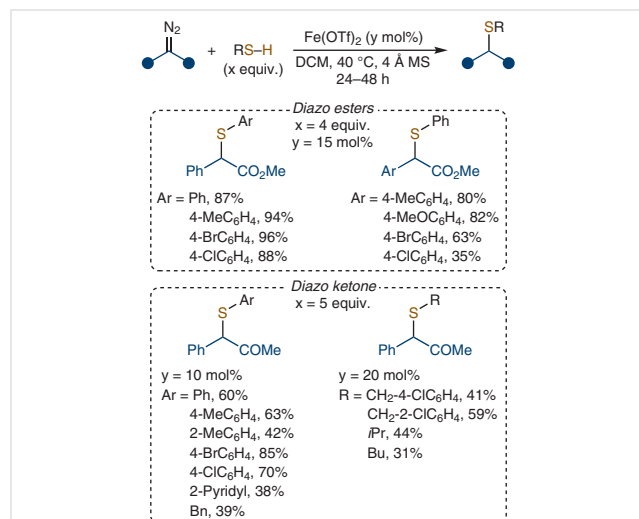 N2
+
RS–H
(x equiv.)
Fe(OTf)2 (y mol%)
DCM, 40 °C, 4 Å MS
24–48 h
SR
Diazo esters
x = 4 equiv.
y = 15 mol%
Ar
S
Ph
CO2Me
Ar = Ph, 87%
4-MeC6H4, 94%
4-BrC6H4, 96%
4-ClC6H4, 88%
Ph
S
Ar
CO2Me
Ar = 4-MeC6H4, 80%
4-MeOC6H4, 82%
4-BrC6H4, 63%
4-ClC6H4, 35%
Diazo ketone
x = 5 equiv.
Ar
S
Ph
COMe
y = 10 mol%
Ar = Ph, 60%
4-MeC6H4, 63%
2-MeC6H4, 42%
4-BrC6H4, 85%
4-ClC6H4, 70%
2-Pyridyl, 38%
Bn, 39%
R
S
Ph
COMe
y = 20 mol%
R = CH2-4-ClC6H4, 41%
CH2-2-ClC6H4, 59%
iPr, 44%
Bu, 31%